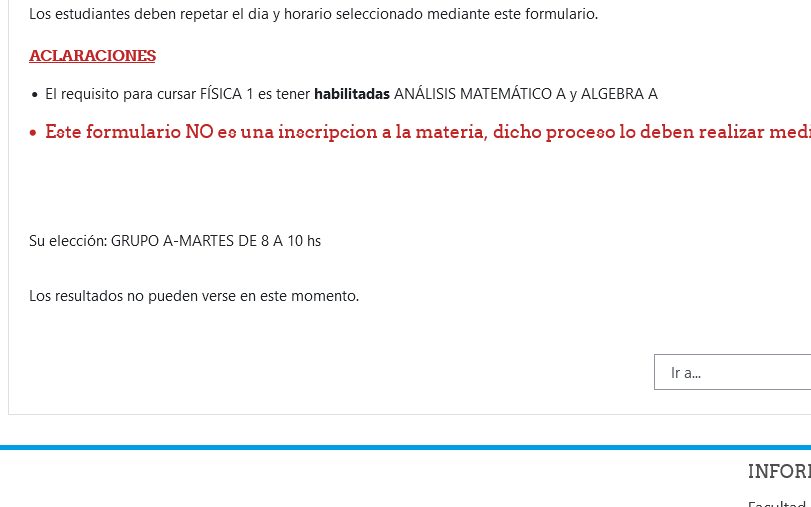 Los estudiantes deben repetar el dia y horario seleccionado mediante este formulario.
ACLARACIONES
• El requisito para cursar FÍSICA 1 es tener habilitadas ANÁLISIS MATEMÁTICO A y ALGEBRA A
• Este formulario NO es una inscripcion a la materia, dicho proceso lo deben realizar medi
Su elección: GRUPO A-MARTES DE 8 A 10 hs
Los resultados no pueden verse en este momento.
Ir a...
INFOR
Facultad